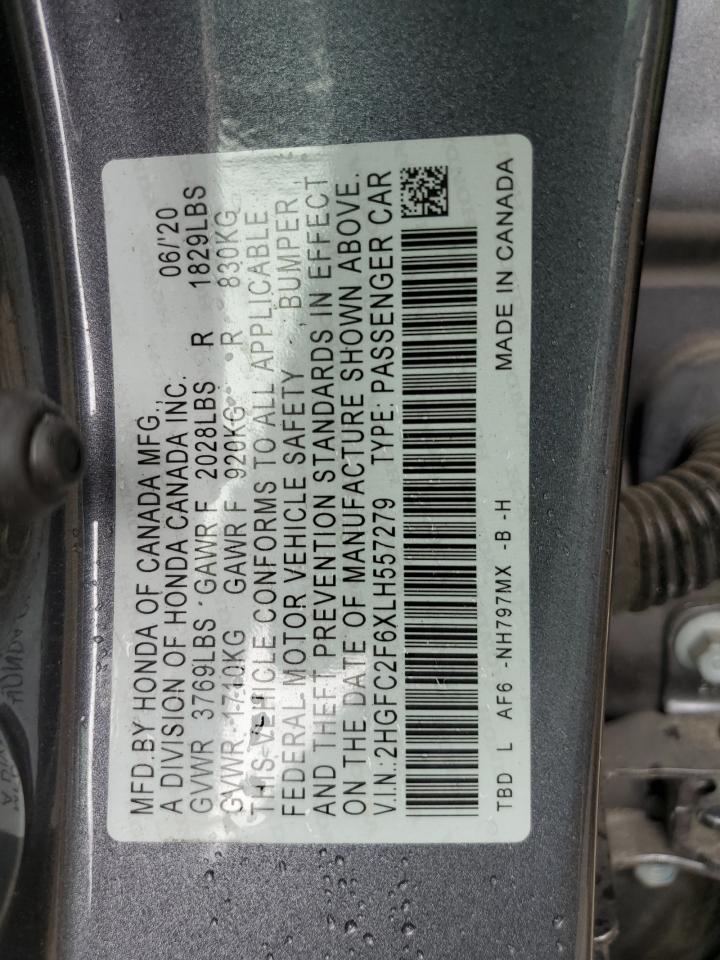 MFD.BY HONDA OF CANADA MFG., 06/'20
A DIVISION OF HONDA CANADA INC.
GVWR 3769LBS GAWR F 2028LBS R 1829LBS
GVWR 1710KG GAWR F 920KG R 830KG
THIS VEHICLE CONFORMS TO ALL APPLICABLE
FEDERAL MOTOR VEHICLE SAFETY, BUMPER,
AND THEFT PREVENTION STANDARDS IN EFFECT
ON THE DATE OF MANUFACTURE SHOWN ABOVE.
V.I.N.:2HGFC2F6XLH557279 TYPE: PASSENGER CAR
TBD L AF6 -NH797MX -B -H MADE IN CANADA